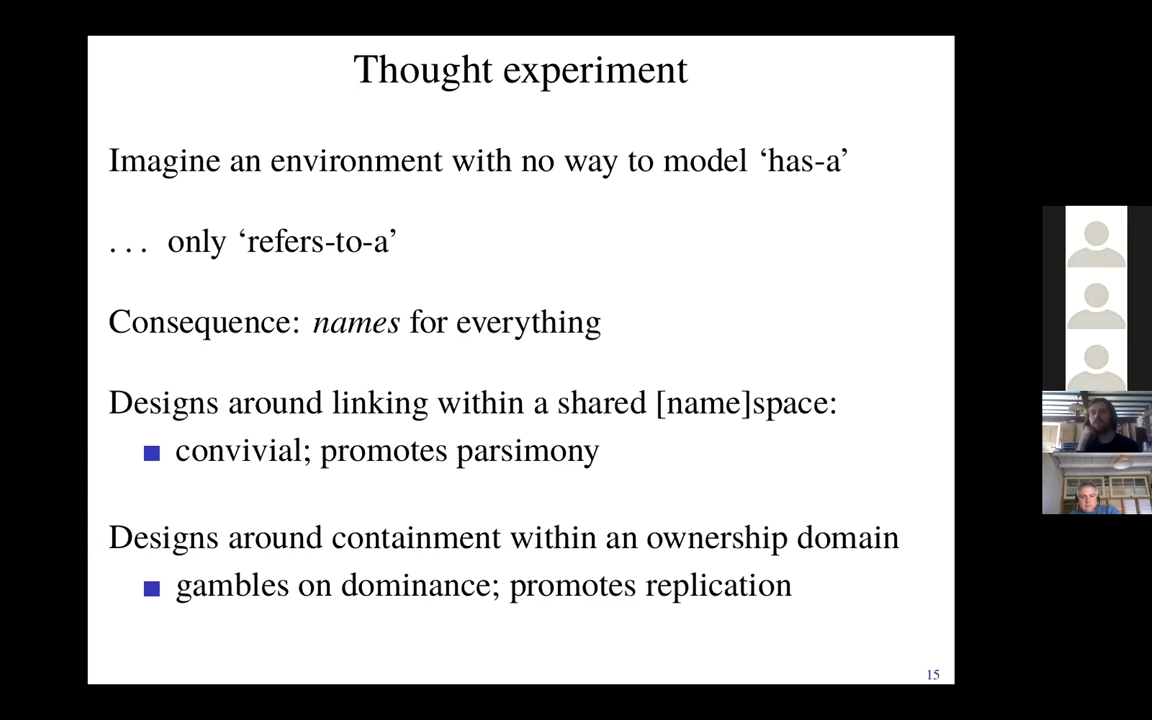 Thought experiment
Imagine an environment with no way to model ‘has-a’
. . . only ‘refers-to-a’
Consequence: names for everything
Designs around linking within a shared [name]space:
convivial; promotes parsimony
Designs around containment within an ownership domain
gambles on dominance; promotes replication
15